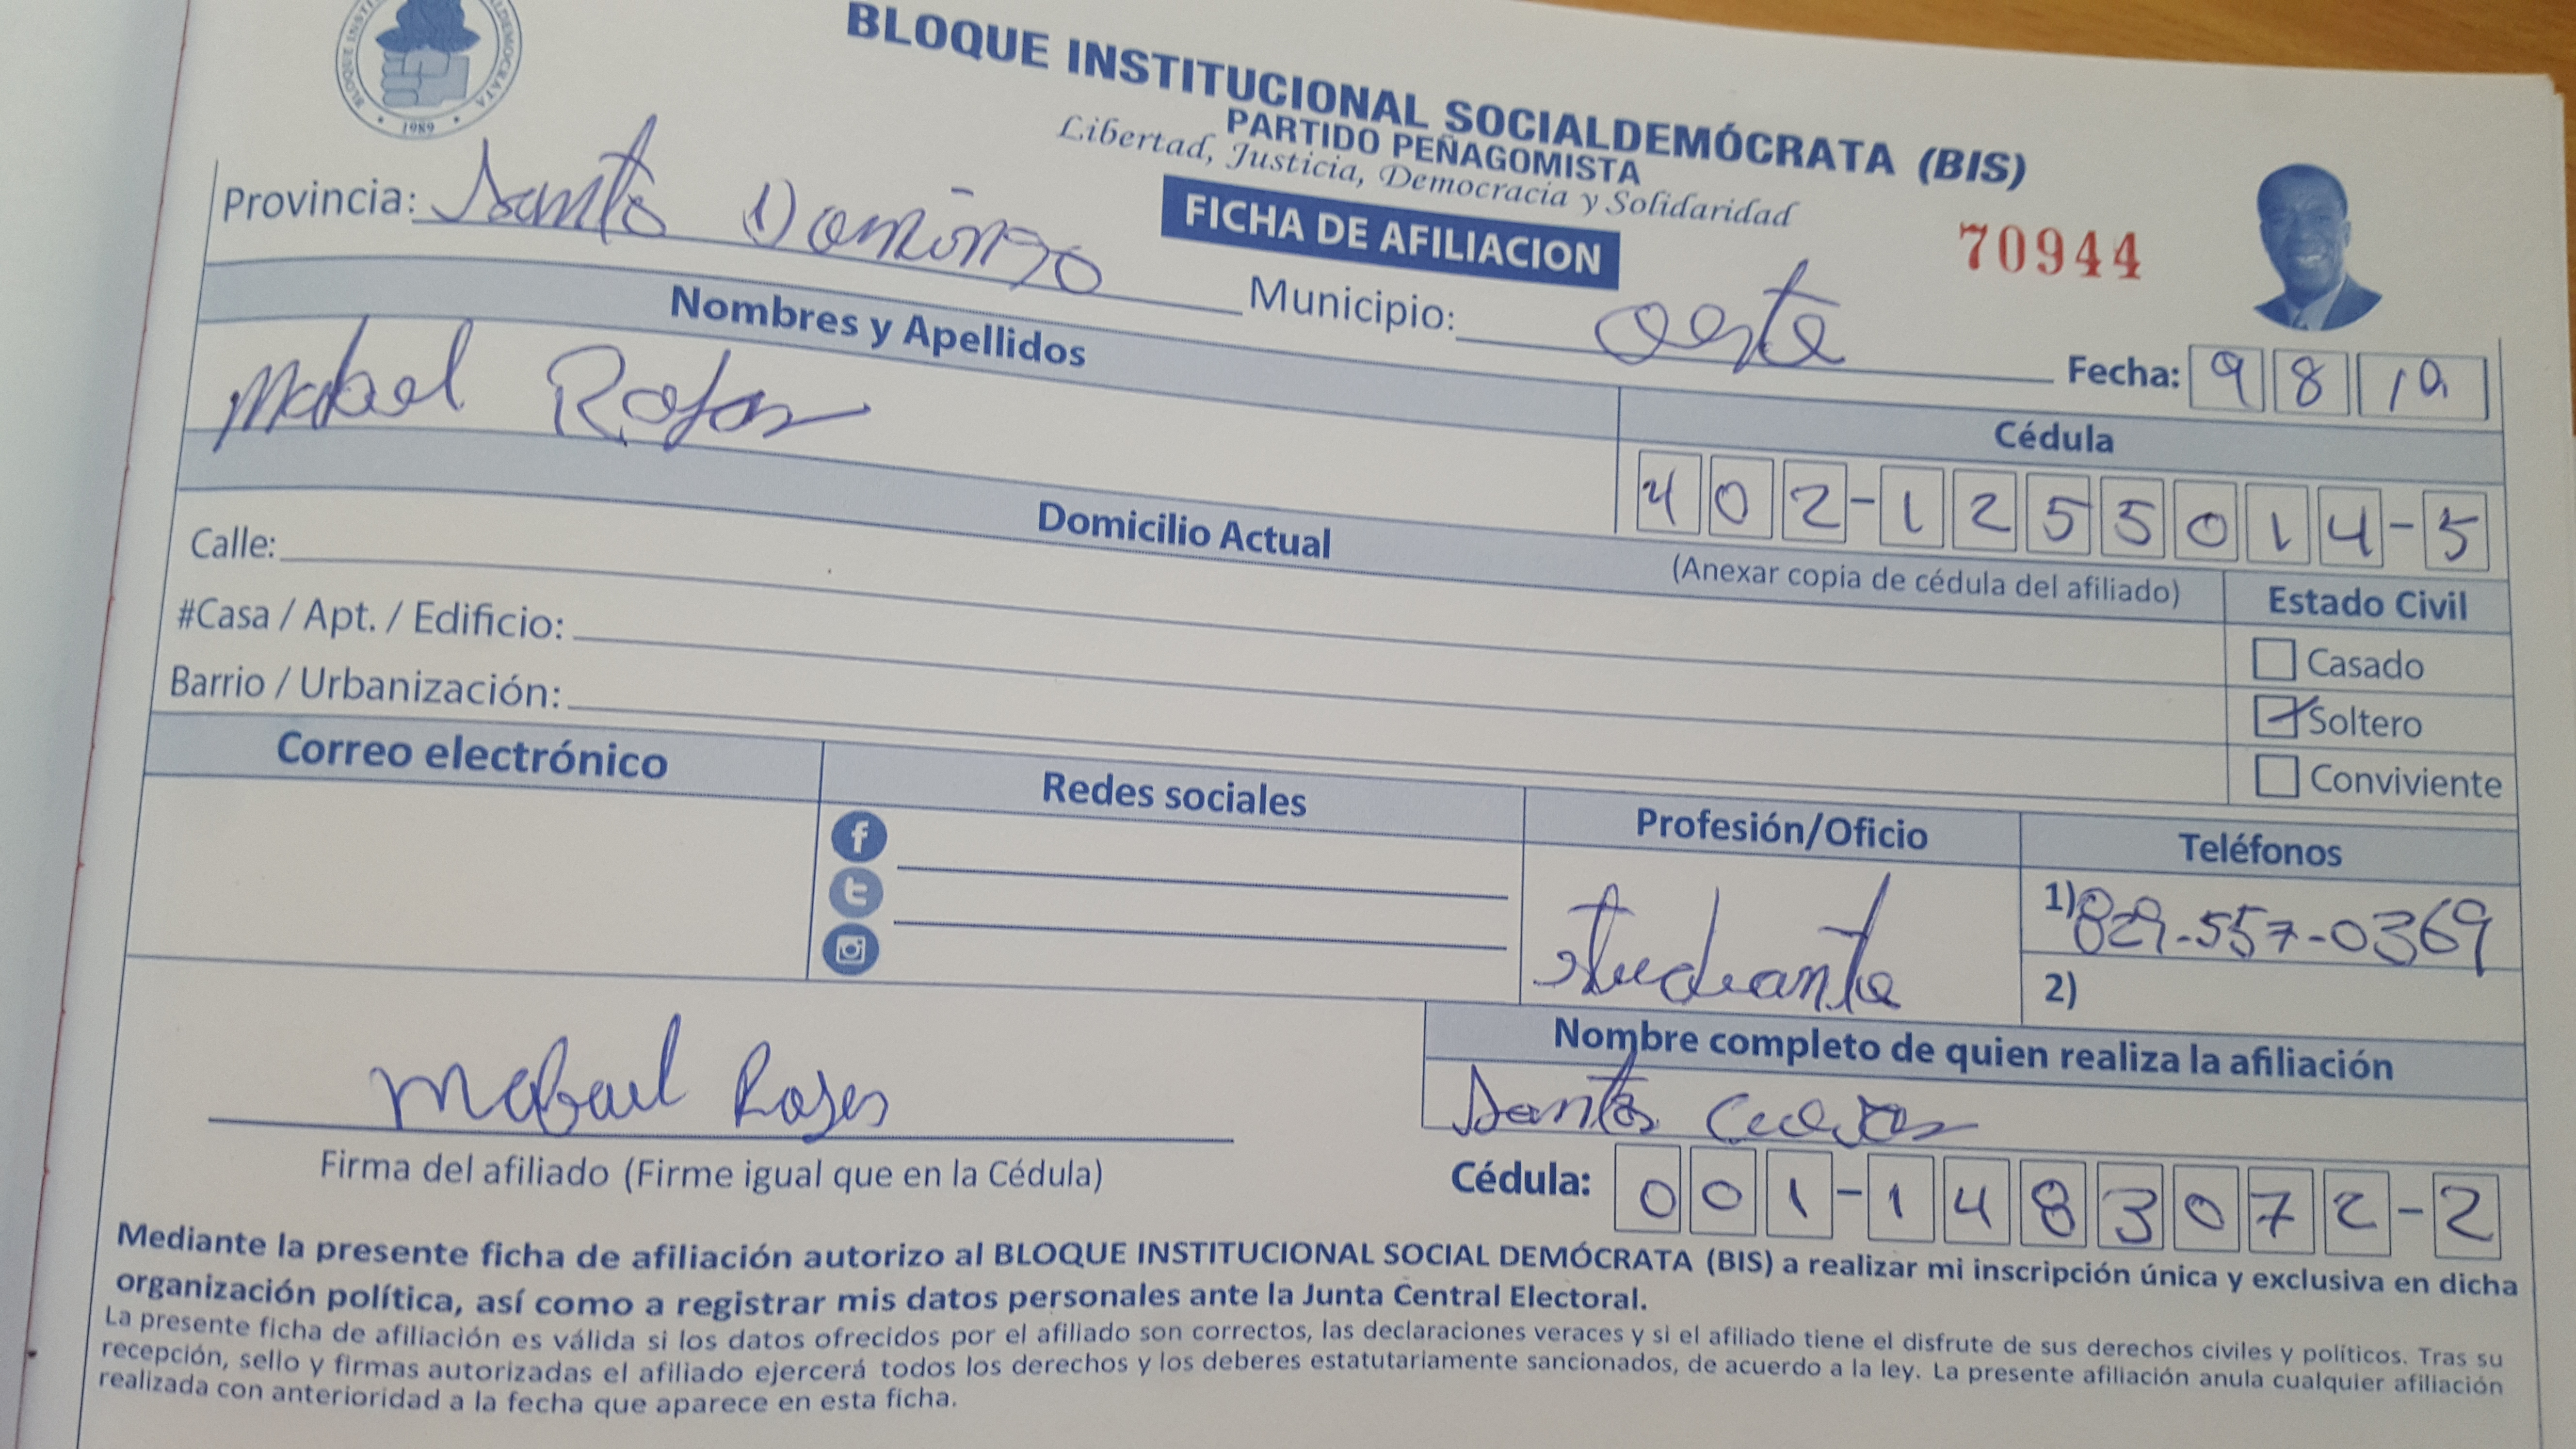 BLOQUE INSTITUCIONAL SOCIALDEMÓCRATA (BIS)
PARTIDO PEÑAGOMISTA
Libertad, Justicia, Democracia y Solidaridad
1989
FICHA DE AFILIACION
70944
Provincia: Santo Domingo
Municipio: oeste
Fecha: 9 8 19
Nombres y Apellidos
Cédula
Mabel Rojas
402-1255014-5
(Anexar copia de cédula del afiliado)
Domicilio Actual
Estado Civil
Calle:
#Casa / Apt. / Edificio:
Barrio / Urbanización:
Casado
Soltero
Conviviente
Correo electrónico
Redes sociales
Profesión/Oficio
Teléfonos
studiante
1) 829-557-0369
2)
Nombre completo de quien realiza la afiliación
Santos
Firma del afiliado (Firme igual que en la Cédula)
Cédula: 001-1483072-2
Mediante la presente ficha de afiliación autorizo al BLOQUE INSTITUCIONAL SOCIAL DEMÓCRATA (BIS) a realizar mi inscripción única y exclusiva en dicha
organización política, así como a registrar mis datos personales ante la Junta Central Electoral.
La presente ficha de afiliación es válida si los datos ofrecidos por el afiliado son correctos, las declaraciones veraces y si el afiliado tiene el disfrute de sus derechos civiles y políticos. Tras su
recepción, sello y firmas autorizadas el afiliado ejercerá todos los derechos y los deberes estatutariamente sancionados, de acuerdo a la ley. La presente afiliación anula cualquier afiliación
realizada con anterioridad a la fecha que aparece en esta ficha.